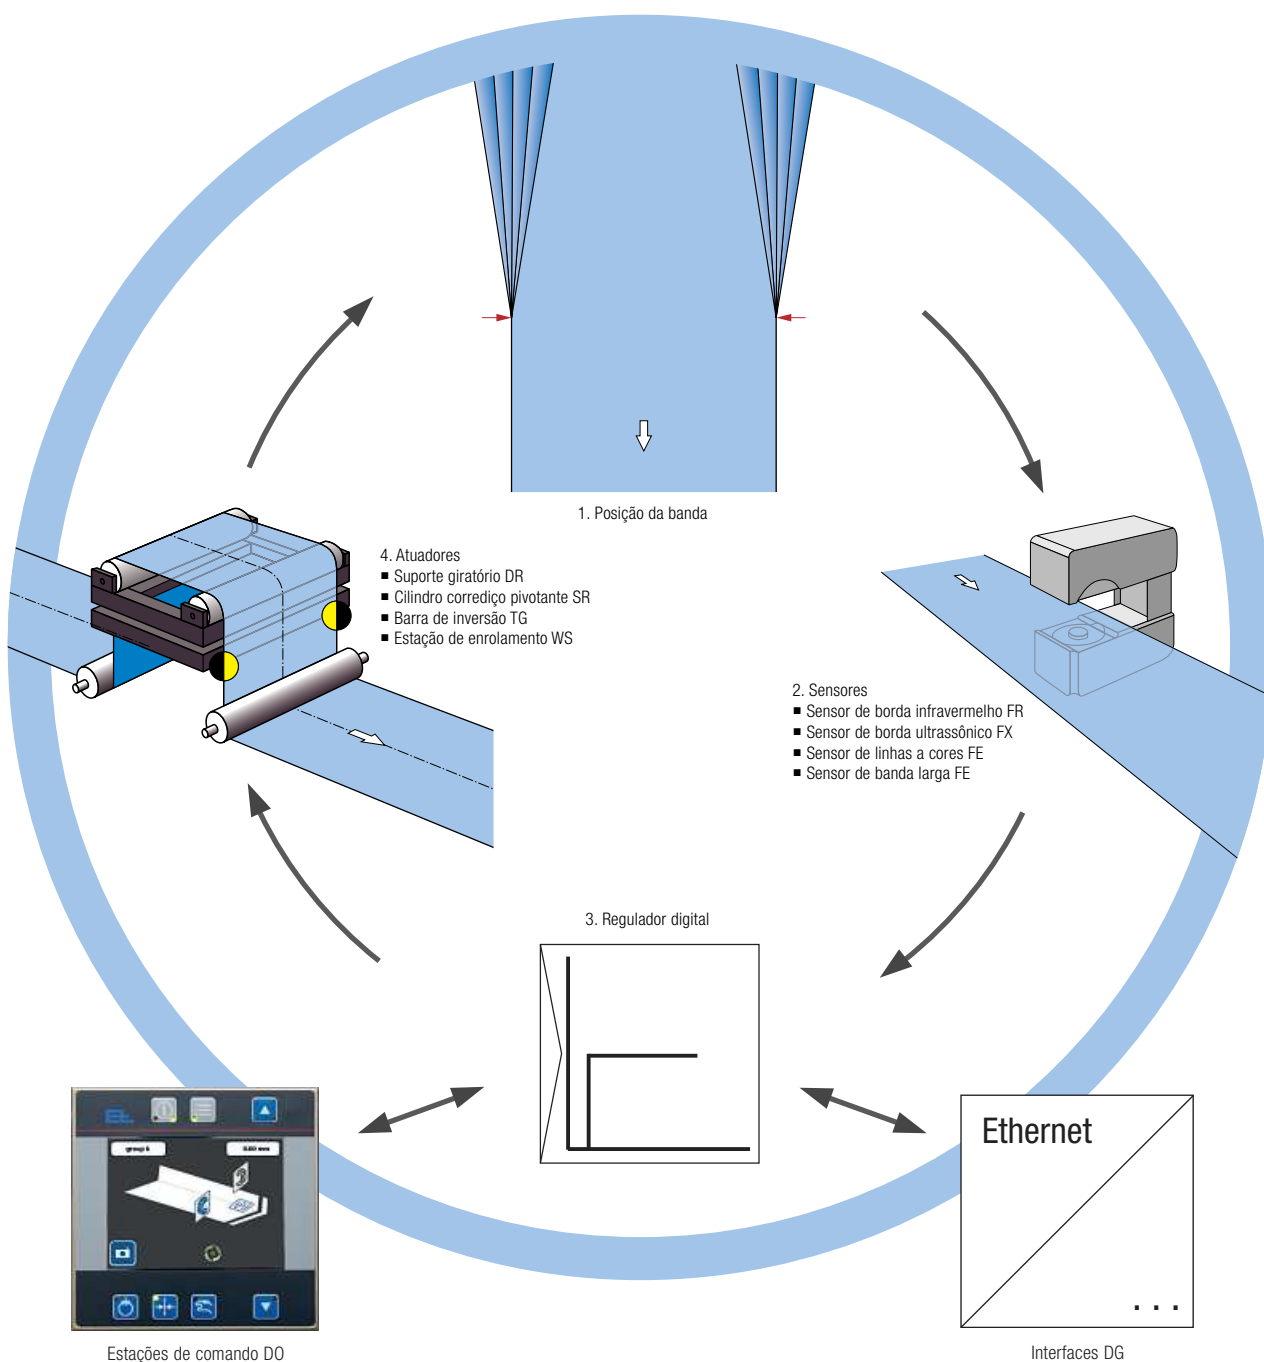 1. Posição da banda
4. Atuadores
■ Suporte giratório DR
■ Cilindro corrediço pivotante SR
■ Barra de inversão TG
■ Estação de enrolamento WS
2. Sensores
■ Sensor de borda infravermelho FR
■ Sensor de borda ultrassônico FX
■ Sensor de linhas a cores FE
■ Sensor de banda larga FE
3. Regulador digital
Ethernet
...
Estações de comando DO
Interfaces DG